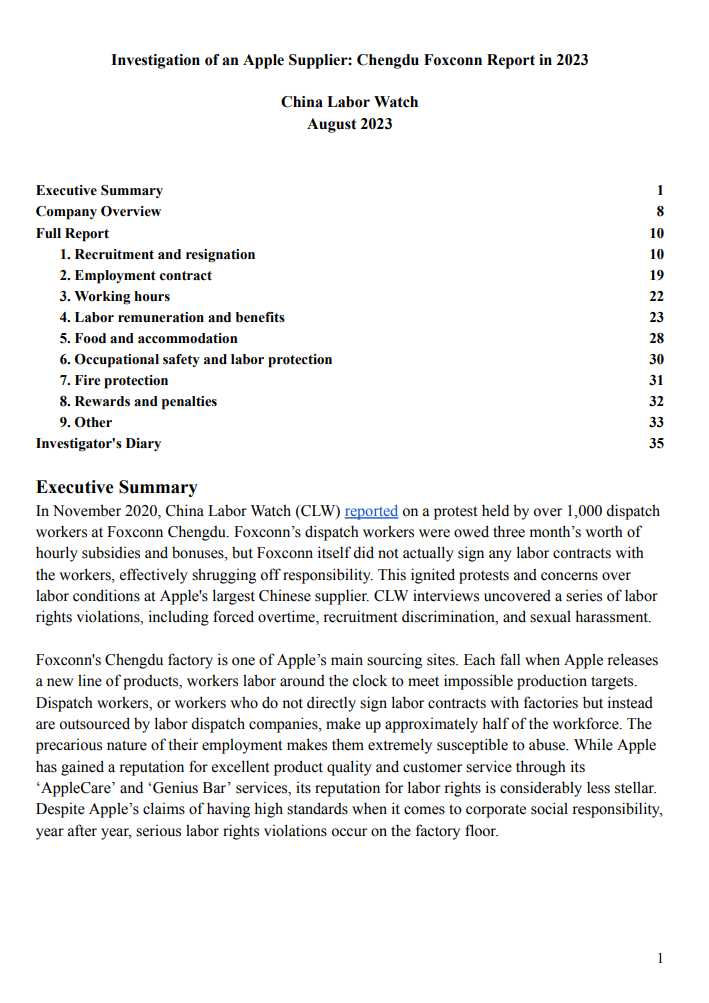 Investigation of an Apple Supplier: Chengdu Foxconn Report in 2023
China Labor Watch
August 2023
Executive Summary 1
Company Overview 8
Full Report 10
1. Recruitment and resignation 10
2. Employment contract 19
3. Working hours 22
4. Labor remuneration and benefits 23
5. Food and accommodation 28
6. Occupational safety and labor protection 30
7. Fire protection 31
8. Rewards and penalties 32
9. Other 33
Investigator's Diary 35
Executive Summary
In November 2020, China Labor Watch (CLW) reported on a protest held by over 1,000 dispatch
workers at Foxconn Chengdu. Foxconn’s dispatch workers were owed three month’s worth of
hourly subsidies and bonuses, but Foxconn itself did not actually sign any labor contracts with
the workers, effectively shrugging off responsibility. This ignited protests and concerns over
labor conditions at Apple's largest Chinese supplier. CLW interviews uncovered a series of labor
rights violations, including forced overtime, recruitment discrimination, and sexual harassment.
Foxconn's Chengdu factory is one of Apple’s main sourcing sites. Each fall when Apple releases
a new line of products, workers labor around the clock to meet impossible production targets.
Dispatch workers, or workers who do not directly sign labor contracts with factories but instead
are outsourced by labor dispatch companies, make up approximately half of the workforce. The
precarious nature of their employment makes them extremely susceptible to abuse. While Apple
has gained a reputation for excellent product quality and customer service through its
‘AppleCare’ and ‘Genius Bar’ services, its reputation for labor rights is considerably less stellar.
Despite Apple’s claims of having high standards when it comes to corporate social responsibility,
year after year, serious labor rights violations occur on the factory floor.
1